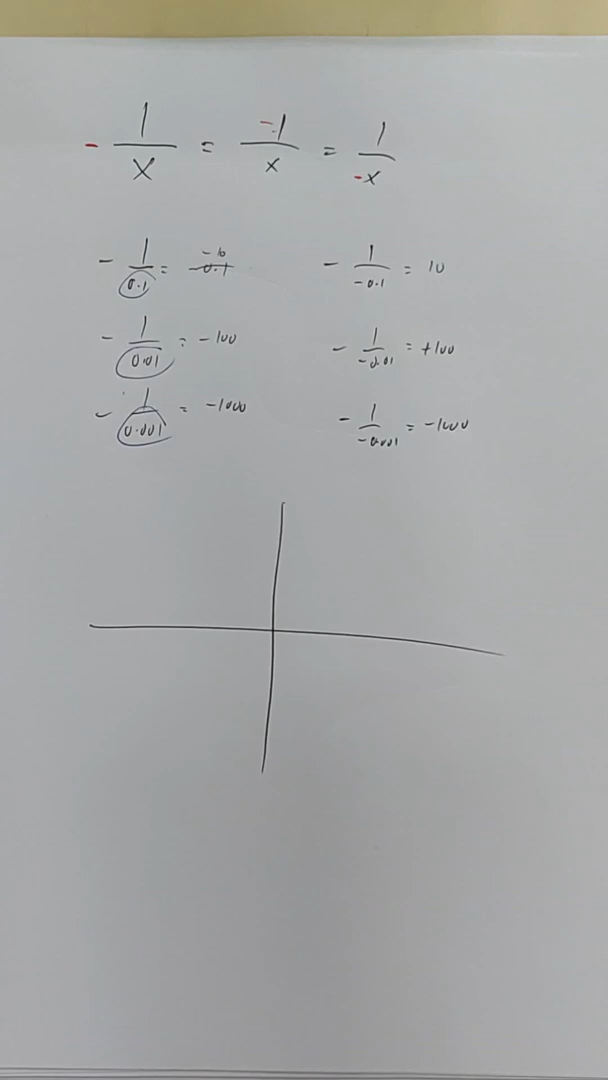 - 1/x = -1/x = 1/-x
- 1/0.1 = -10/-0.1
- 1/-0.1 = 10
- 1/0.01 = -100
- 1/-0.01 = +100
- 1/0.001 = -1000
- 1/-0.001 = -1000